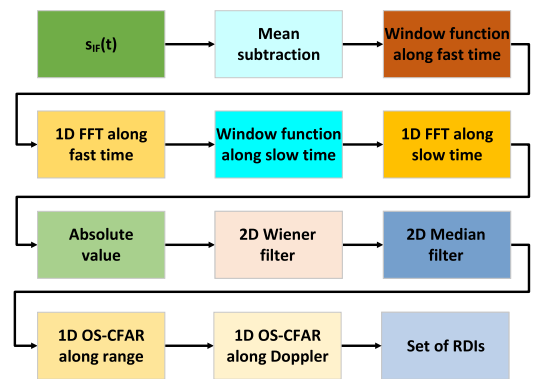 s_IF(t)
Mean
subtraction
Window function
along fast time
1D FFT along
fast time
Window function
along slow time
1D FFT along
slow time
Absolute
value
2D Wiener
filter
2D Median
filter
1D OS-CFAR
along range
1D OS-CFAR
along Doppler
Set of RDIs